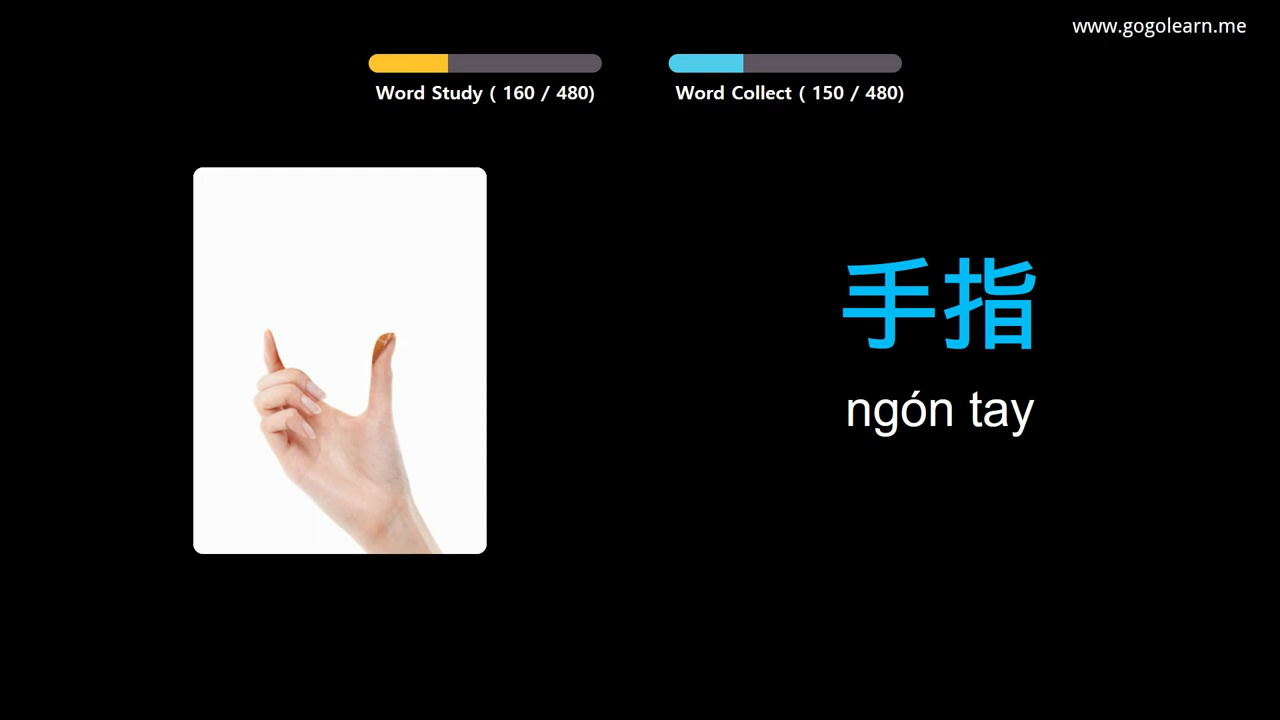 www.gogolearn.me
Word Study ( 160 / 480)
Word Collect ( 150 / 480)
手指
ngón tay